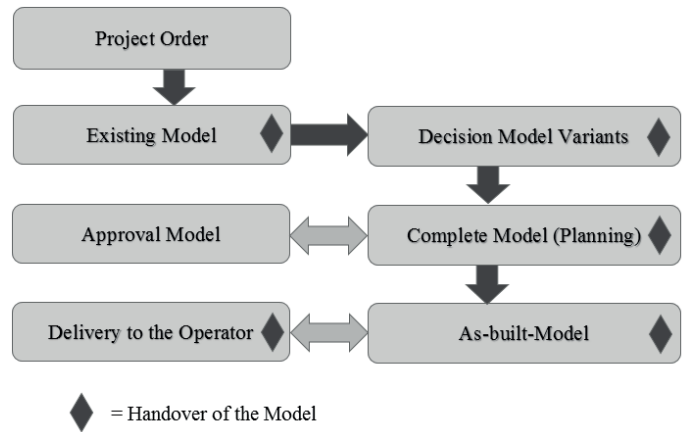 Project Order
Existing Model
Decision Model Variants
Approval Model
Complete Model (Planning)
Delivery to the Operator
As-built-Model
= Handover of the Model